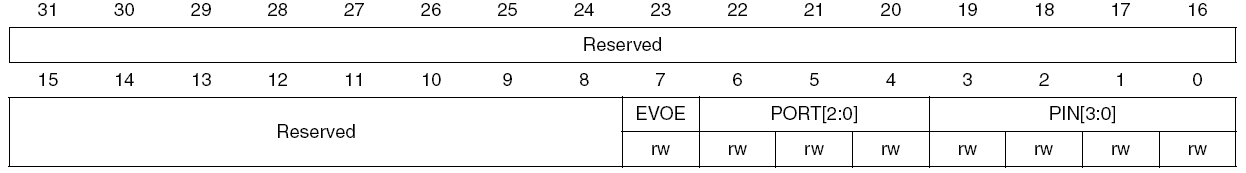 31 30 29 28 27 26 25 24 23 22 21 20 19 18 17 16
Reserved
15 14 13 12 11 10 9 8 7 6 5 4 3 2 1 0
Reserved EVOE PORT[2:0] PIN[3:0]
rw rw rw rw rw rw rw rw